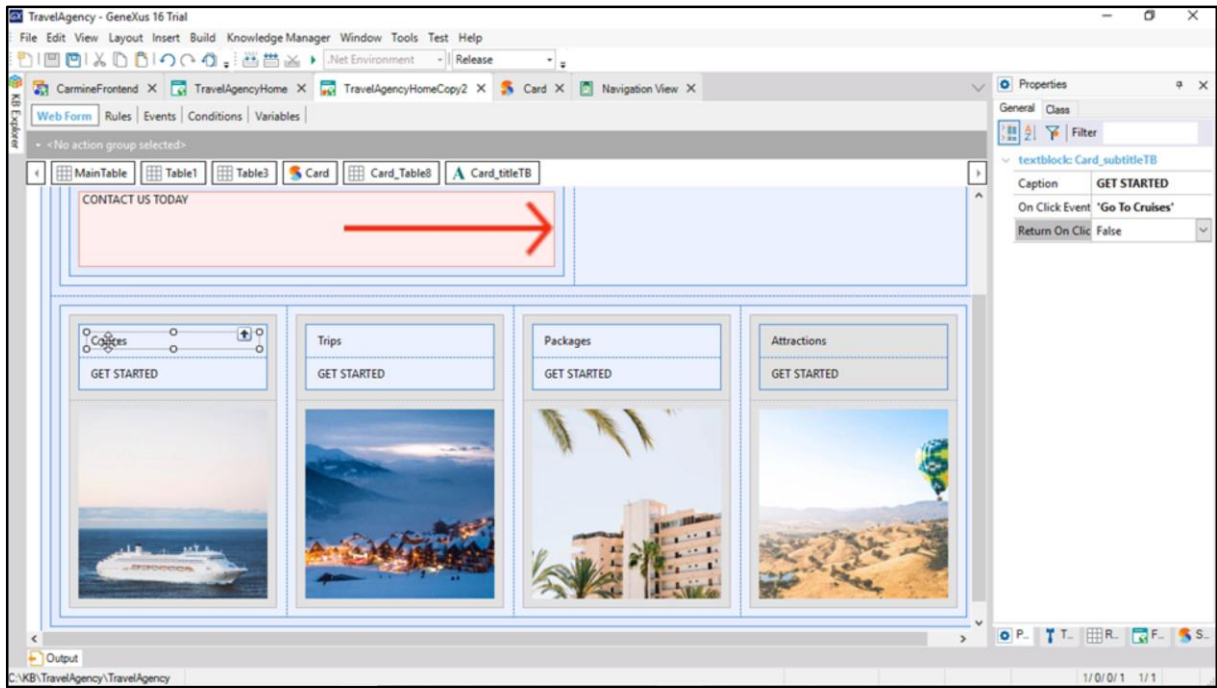 TravelAgency - GeneXus 16 Trial
File Edit View Layout Insert Build Knowledge Manager Window Tools Test Help
.Net Environment Release
CarmineFrontend TravelAgencyHome TravelAgencyHomeCopy2 Card Navigation View
Properties
KB Explorer
Web Form Rules Events Conditions Variables
General Class
<No action group selected>
Filter
MainTable Table1 Table3 Card Card_Table8 Card_titleTB
textblock: Card_subtitleTB
Caption GET STARTED
On Click Event 'Go To Cruises'
Return On Clic False
CONTACT US TODAY
Trips Packages Attractions
GET STARTED GET STARTED GET STARTED GET STARTED
P... T... R... F... S...
Output
C:\KB\TravelAgency\TravelAgency 1/0/0/1 1/1